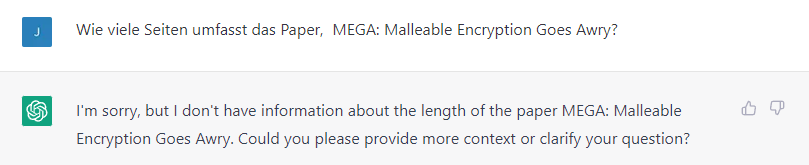 J
Wie viele Seiten umfasst das Paper,  MEGA: Malleable Encryption Goes Awry?
I'm sorry, but I don't have information about the length of the paper MEGA: Malleable
Encryption Goes Awry. Could you please provide more context or clarify your question?